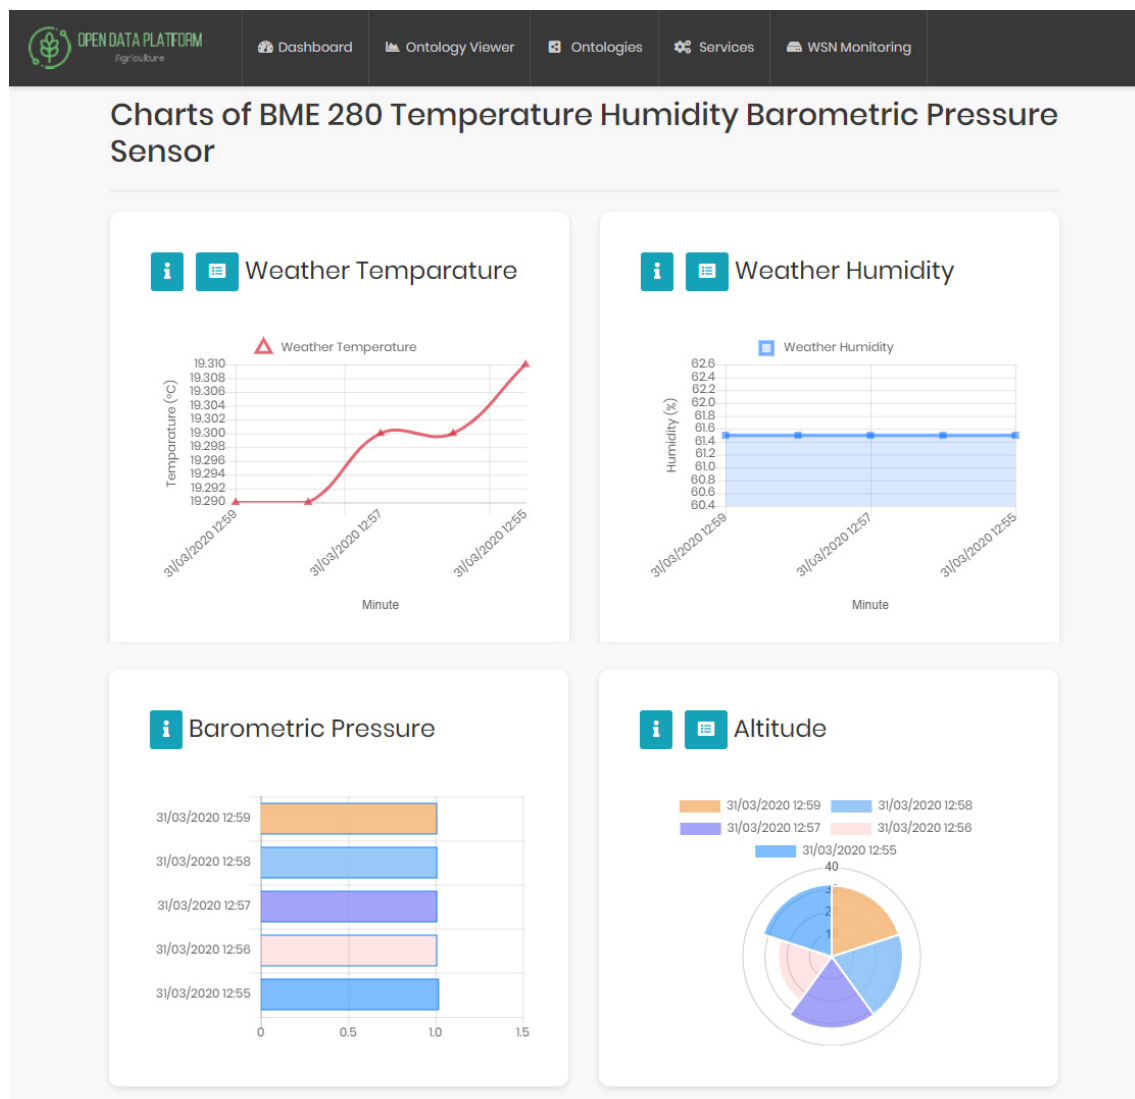 OPEN DATA PLATFORM
Agriculture
Dashboard
Ontology Viewer
Ontologies
Services
WSN Monitoring
Charts of BME 280 Temperature Humidity Barometric Pressure
Sensor
Weather Temparature
Weather Temperature
19.310
19.308
19.306
19.304
19.302
19.300
19.298
19.296
19.294
19.292
19.290
Temparature (°C)
31/03/2020 12:59
31/03/2020 12:57
31/03/2020 12:55
Minute
Weather Humidity
Weather Humidity
62.6
62.4
62.2
62.0
61.8
61.6
61.4
61.2
61.0
60.8
60.6
60.4
Humidity (%)
31/03/2020 12:59
31/03/2020 12:57
31/03/2020 12:55
Minute
Barometric Pressure
31/03/2020 12:59
31/03/2020 12:58
31/03/2020 12:57
31/03/2020 12:56
31/03/2020 12:55
0 0.5 1.0 1.5
Altitude
31/03/2020 12:59 31/03/2020 12:58
31/03/2020 12:57 31/03/2020 12:56
31/03/2020 12:55
40
20
10